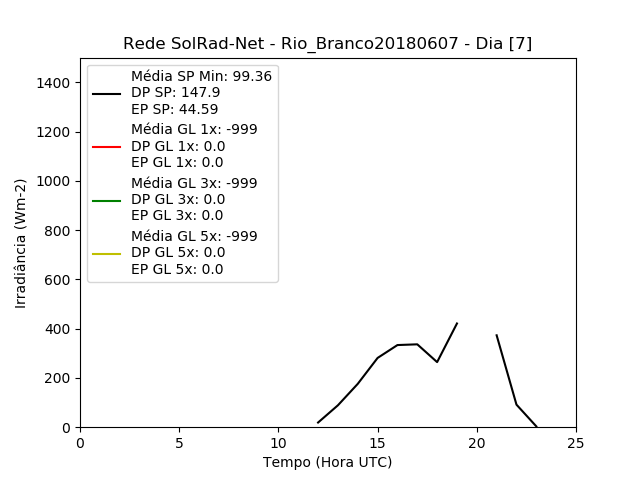 Rede SolRad-Net - Rio_Branco20180607 - Dia [7]
Média SP Min: 99.36
DP SP: 147.9
EP SP: 44.59
Média GL 1x: -999
DP GL 1x: 0.0
EP GL 1x: 0.0
Média GL 3x: -999
DP GL 3x: 0.0
EP GL 3x: 0.0
Média GL 5x: -999
DP GL 5x: 0.0
EP GL 5x: 0.0
Irradiância (Wm-2)
1400
1200
1000
800
600
400
200
0
0 5 10 15 20 25
Tempo (Hora UTC)